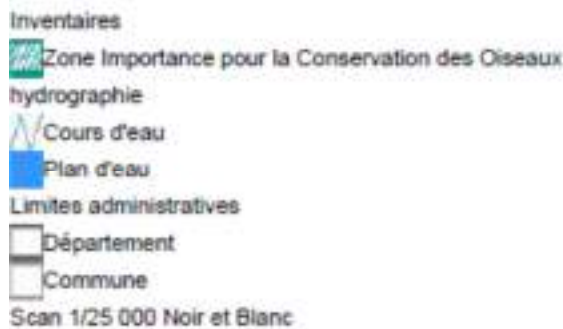 Inventaires
Zone Importance pour la Conservation des Oiseaux
hydrographie
Cours d'eau
Plan d'eau
Limites administratives
Département
Commune
Scan 1/25 000 Noir et Blanc